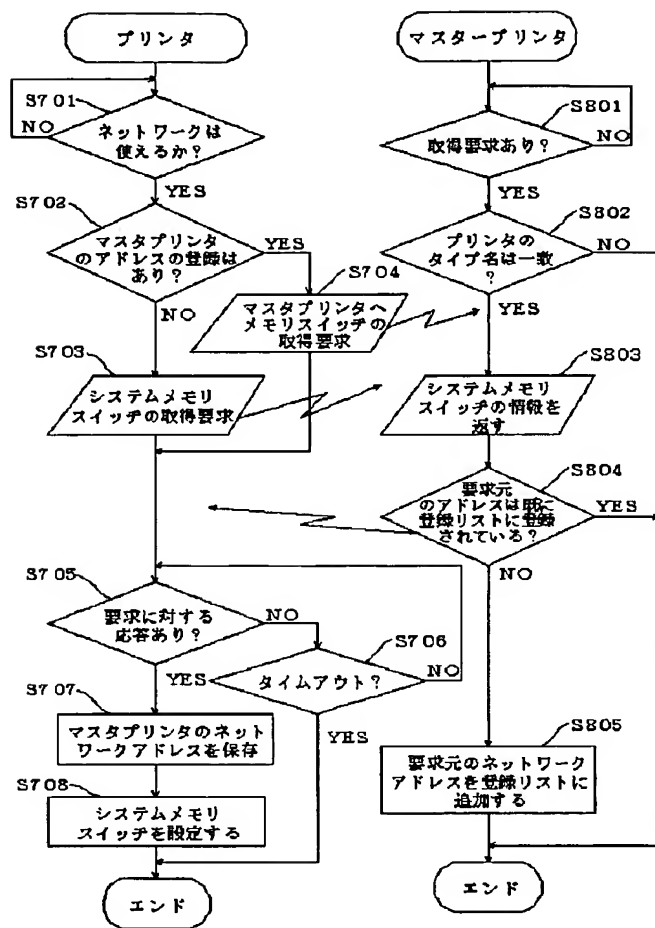 プリンタ
S701
NO
ネットワークは
使えるか?
YES
S702
マスタプリンタ
のアドレスの登録は
あり?
YES
NO
S704
マスタプリンタへ
メモリスイッチの
取得要求
S703
システムメモリ
スイッチの取得要求
S705
要求に対する
応答あり?
NO
YES
S706
タイムアウト?
NO
YES
S707
マスタプリンタのネット
ワークアドレスを保存
S708
システムメモリ
スイッチを設定する
エンド
マスタープリンタ
S801
取得要求あり?
NO
YES
S802
プリンタの
タイプ名は一致
?
NO
YES
S803
システムメモリ
スイッチの情報を
返す
S804
要求元
のアドレスは既に
登録リストに登録
されている?
YES
NO
S805
要求元のネットワーク
アドレスを登録リストに
追加する
エンド